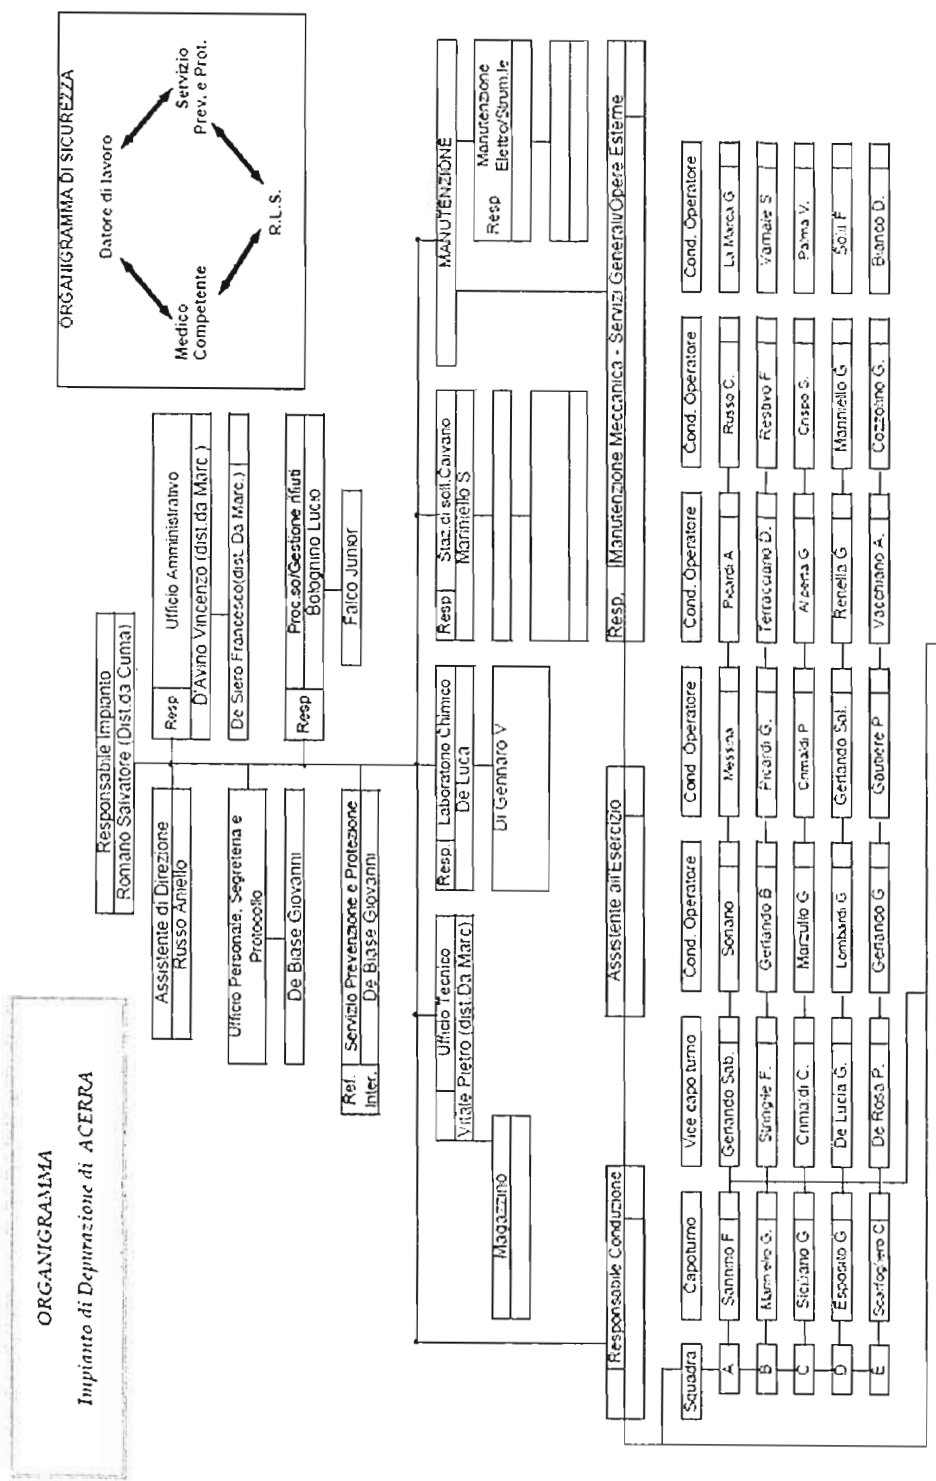 ORGANIGRAMMA
Impianto di Depurazione di ACERRA
ORGANIGRAMMA DI SICUREZZA
Datore di lavoro
Medico
Competente
Servizio
Prev. e Prot.
R.L.S.
Responsabile Impianto
Romano Salvatore (Dist.da Cuma)
Assistente di Direzione
Russo Aniello
Resp
Ufficio Amministrativo
D'Avino Vincenzo (dist.da Marc )
De Siero Francesco(dist. Da Marc.)
Ufficio Personale, Segreteria e
Protocollo
De Biase Giovanni
Resp
Proc.so/Gestione rifiuti
Bolognino Lucio
Falco Junior
Ref.
Inter.
Servizio Prevenzione e Protezione
De Biase Giovanni
Ufficio Tecnico
Vitale Pietro (dist.Da Marc)
Magazzino
Resp.
Laboratorio Chimico
De Luca
Di Gennaro V
Resp
Staz.di soll.Caivano
Manniello S
MANUTENZIONE
Resp
Manutenzione
Elettro/Strum.le
Responsabile Conduzione
Assistente all'Esercizio
Resp.
Manutenzione Meccanica - Servizi Generali/Opere Esterne
Squadra Capoturno Vice capo turno Cond. Operatore Cond Operatore Cond. Operatore Cond. Operatore Cond. Operatore
A Sannino F Gerlando Sab. Soriano Messina Picardi A Russo C. La Marca G
B Manniello G. F. Gerlando B Picardi G. Terracciano D. Restivo F S
C Siciliano G C. Marzullo G Grimaldi P G Crispo S. Palma V.
D Esposito G De Lucia G. Lombardi G Gerlando Sal. Renella G Manniello G F
E Scarfogliero C De Rosa P. Gerlando G P Vacchiano A. Cozzolino G. Bianco D.